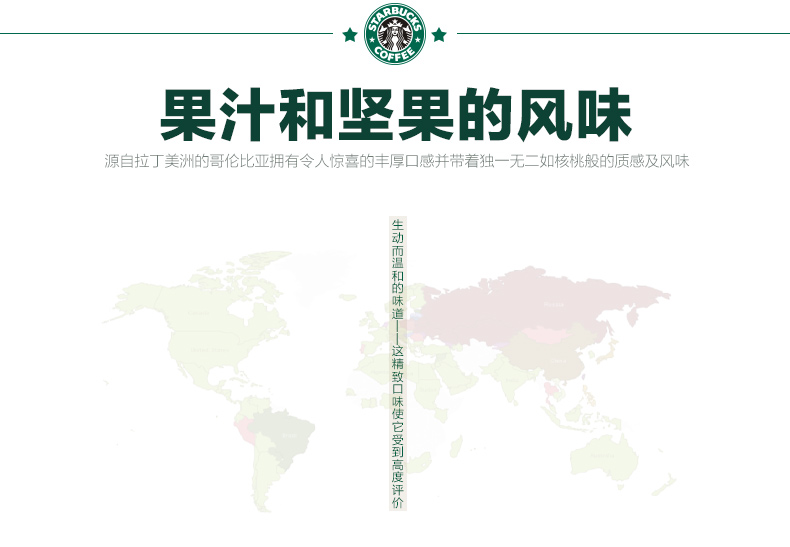 STARBUCKS
COFFEE
果汁和坚果的风味
源自拉丁美洲的哥伦比亚拥有令人惊喜的丰厚口感并带着独一无二如核桃般的质感及风味
生动而温和的味道——这精致口味使它受到高度评价